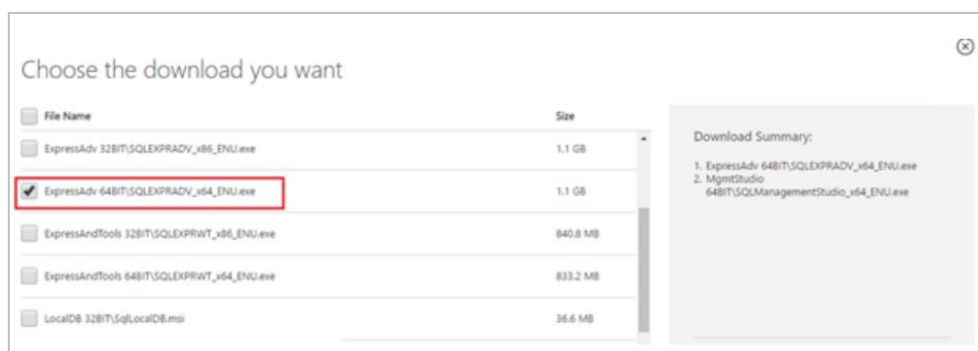 Choose the download you want
File Name Size
ExpressAdv 32BIT\SQLEXPRADV_x86_ENU.exe 1.1 GB
ExpressAdv 64BIT\SQLEXPRADV_x64_ENU.exe 1.1 GB
ExpressAndTools 32BIT\SQLEXPRWT_x86_ENU.exe 840.8 MB
ExpressAndTools 64BIT\SQLEXPRWT_x64_ENU.exe 833.2 MB
LocalDB 32BIT\SqlLocalDB.msi 36.6 MB
Download Summary:
1. ExpressAdv 64BIT\SQLEXPRADV_x64_ENU.exe
2. MgmtStudio
64BIT\SQLManagementStudio_x64_ENU.exe